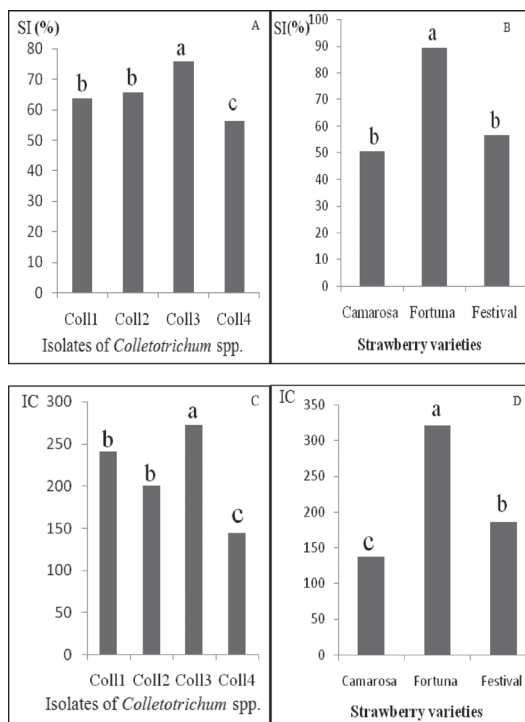 SI (%)
A
80
70
60
50
40
30
20
10
0
b
b
a
c
Coll1 Coll2 Coll3 Coll4
Isolates of Colletotrichum spp.
SI(%)
B
100
90
80
70
60
50
40
30
20
10
0
b
a
b
Camarosa Fortuna Festival
Strawberry varieties
IC
C
300
250
200
150
100
50
0
b
b
a
c
Coll1 Coll2 Coll3 Coll4
Isolates of Colletotrichum spp.
IC
D
350
300
250
200
150
100
50
0
c
a
b
Camarosa Fortuna Festival
Strawberry varieties